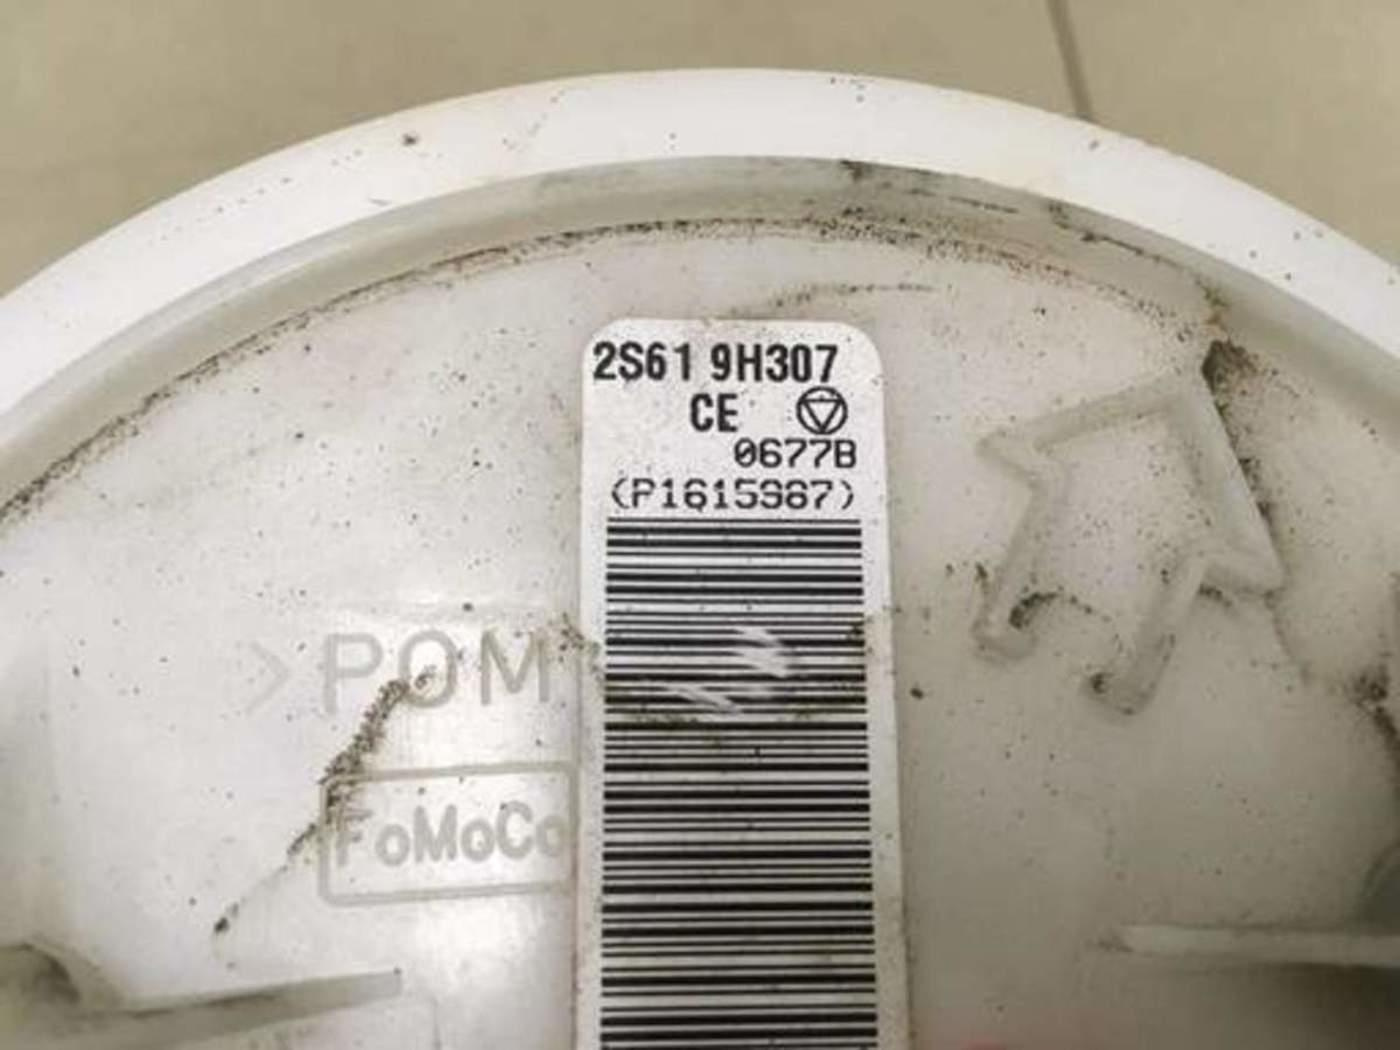 2S61 9H307
CE
0677B
(P1615987)
>POM
FoMoCo